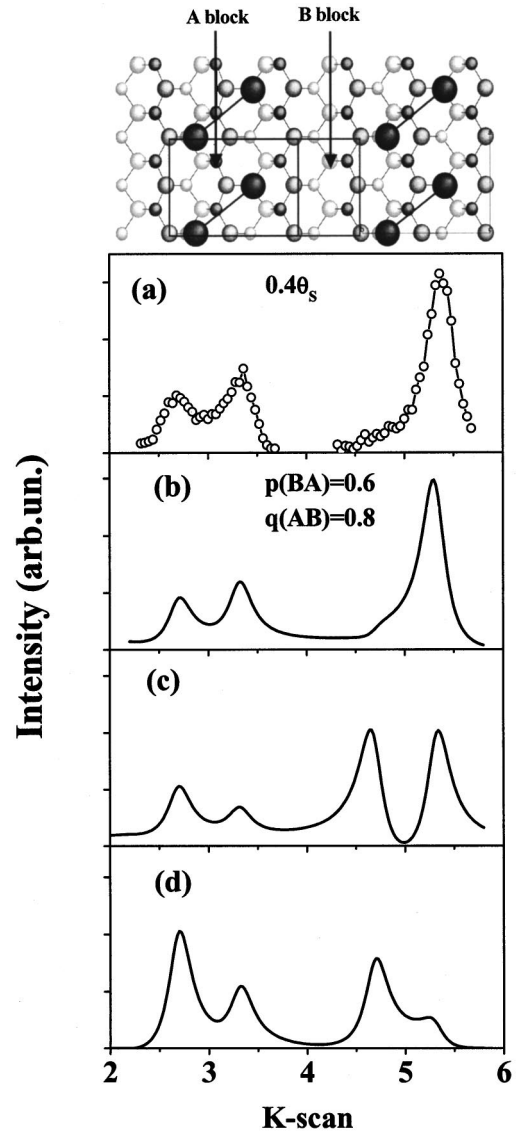 A block
B block
(a)
0.4θs
(b)
p(BA)=0.6
q(AB)=0.8
(c)
(d)
Intensity (arb.un.)
2 3 4 5 6
K-scan